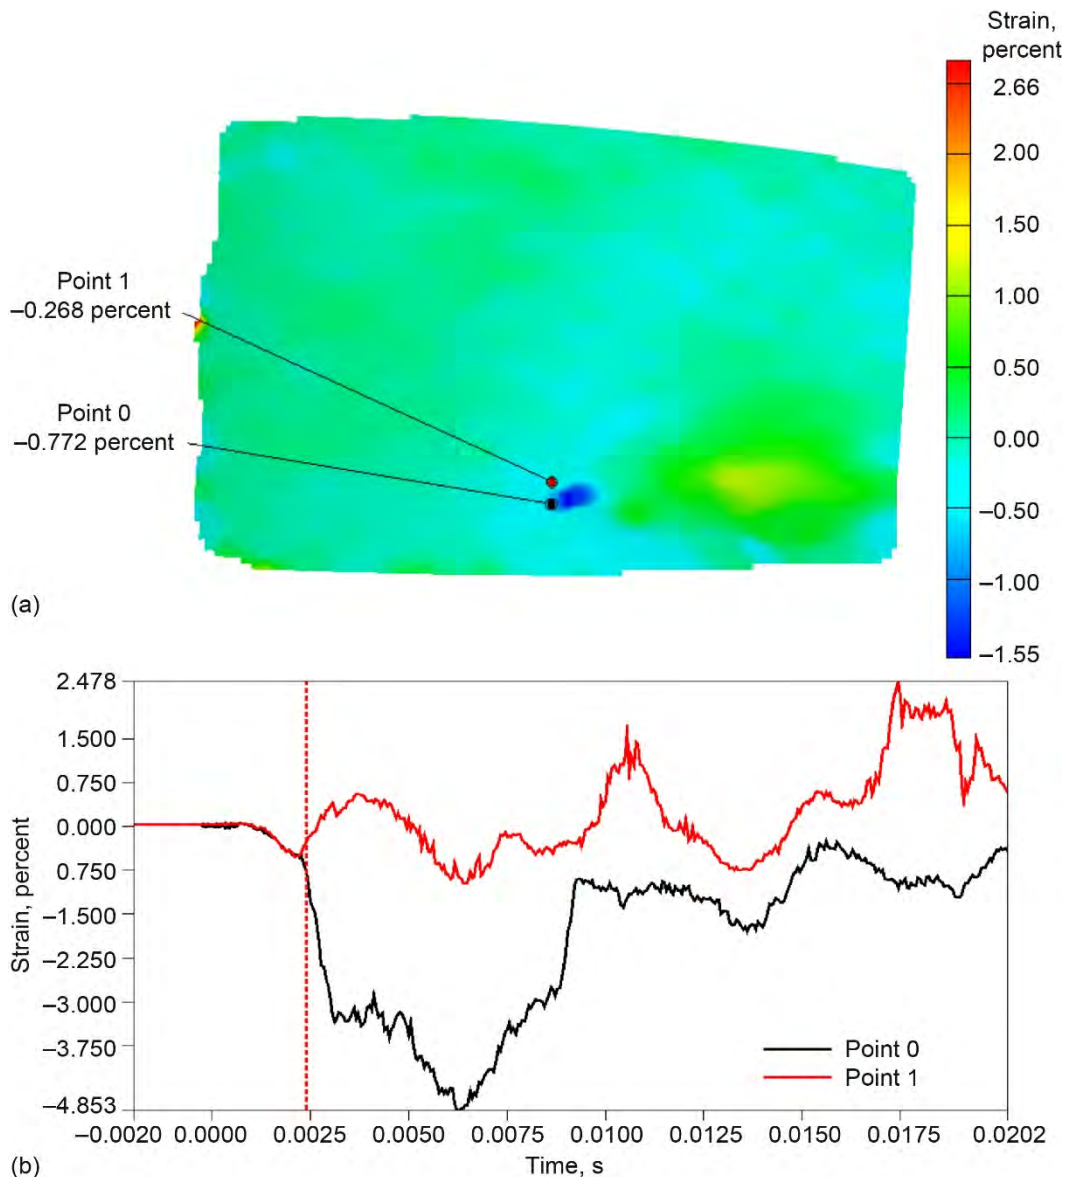 Strain,
percent
2.66
2.00
1.50
1.00
0.50
0.00
–0.50
–1.00
–1.55
Point 1
–0.268 percent
Point 0
–0.772 percent
(a)
2.478
1.500
0.750
0.000
0.750
–1.500
–2.250
–3.000
–3.750
–4.853
Strain, percent
Point 0
Point 1
–0.0020 0.0000 0.0025 0.0050 0.0075 0.0100 0.0125 0.0150 0.0175 0.0202
Time, s
(b)